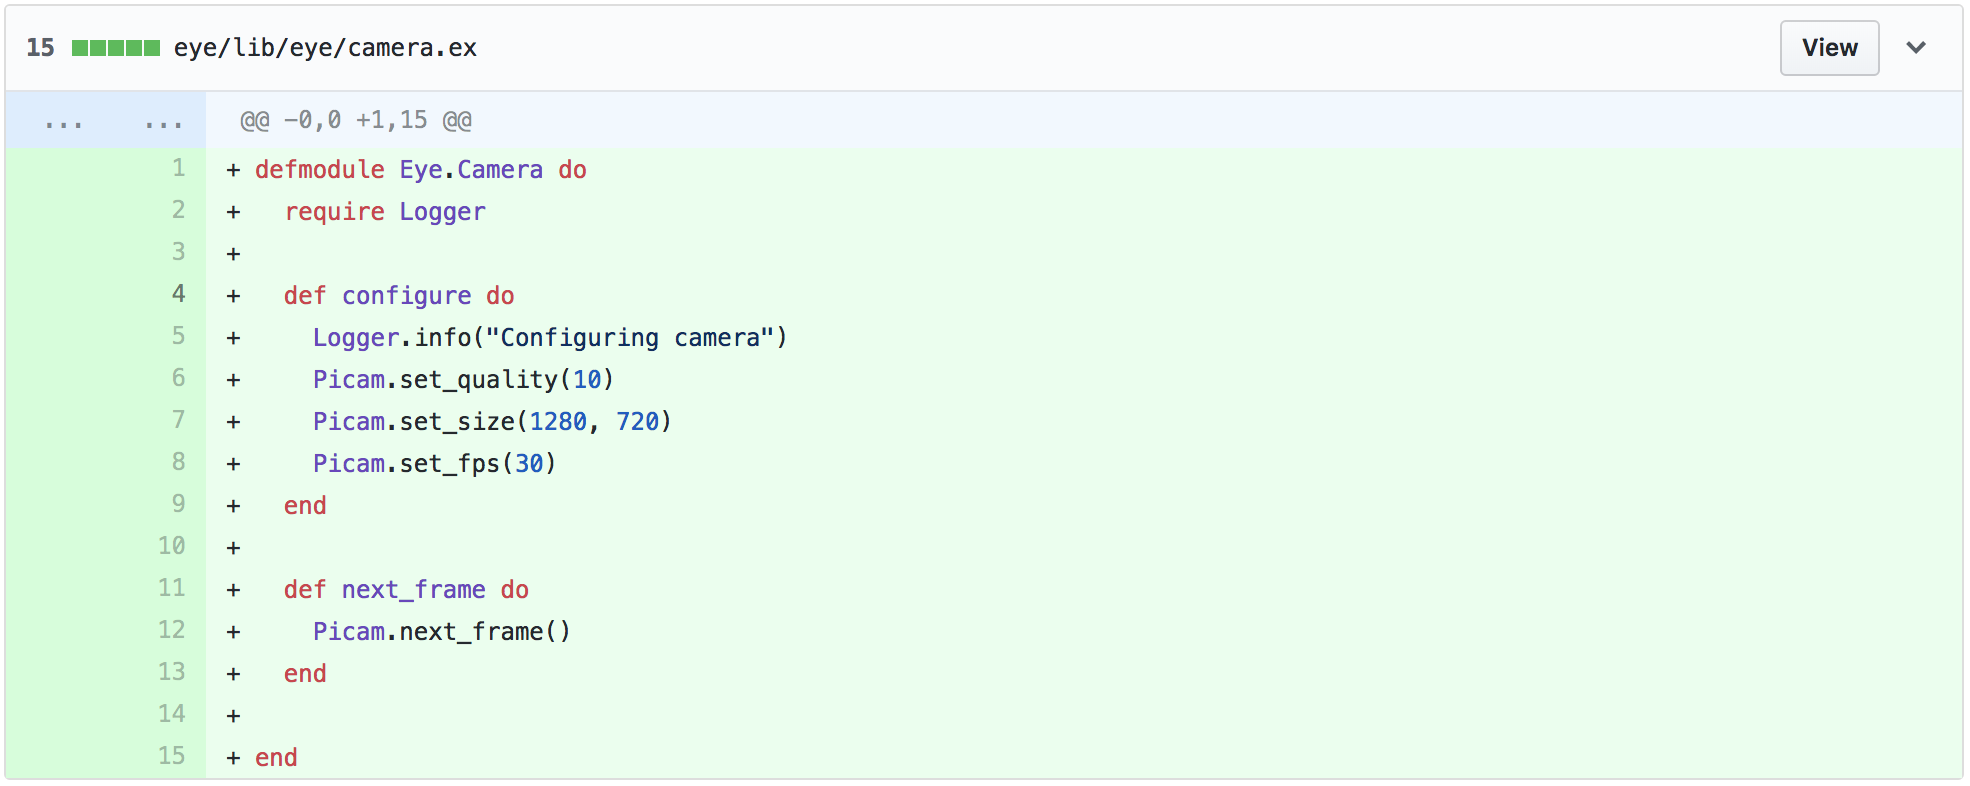 15 eye/lib/eye/camera.ex View
... ... @@ -0,0 +1,15 @@
1 + defmodule Eye.Camera do
2 +   require Logger
3 +
4 +   def configure do
5 +     Logger.info("Configuring camera")
6 +     Picam.set_quality(10)
7 +     Picam.set_size(1280, 720)
8 +     Picam.set_fps(30)
9 +   end
10 +
11 +   def next_frame do
12 +     Picam.next_frame()
13 +   end
14 +
15 + end